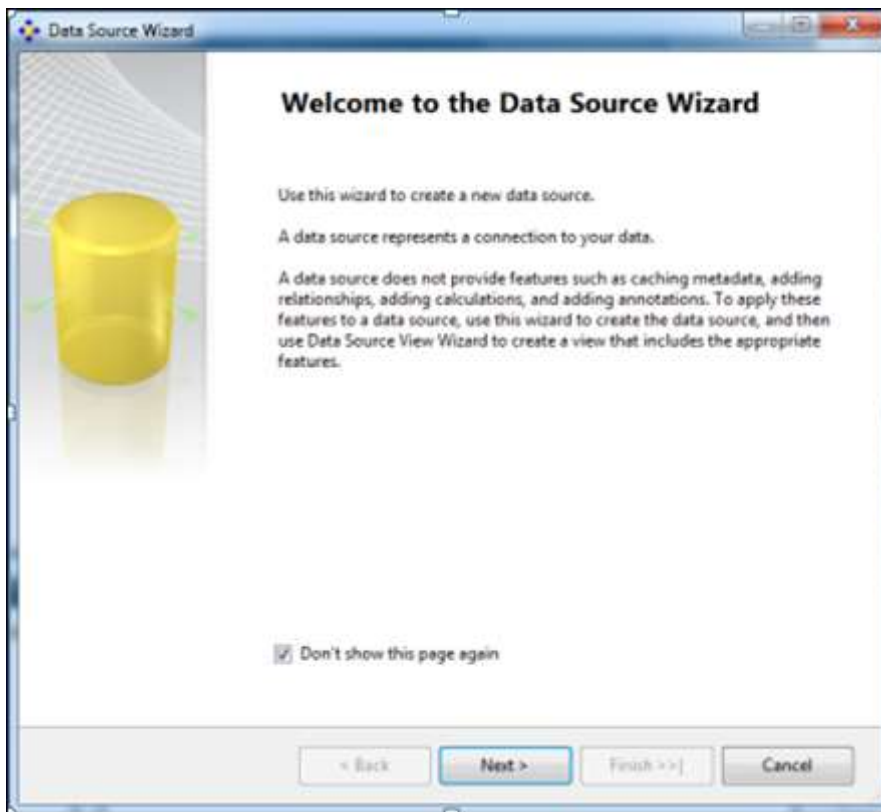 Data Source Wizard
Welcome to the Data Source Wizard
Use this wizard to create a new data source.
A data source represents a connection to your data.
A data source does not provide features such as caching metadata, adding
relationships, adding calculations, and adding annotations. To apply these
features to a data source, use this wizard to create the data source, and then
use Data Source View Wizard to create a view that includes the appropriate
features.
Don't show this page again
< Back
Next >
Finish >>|
Cancel